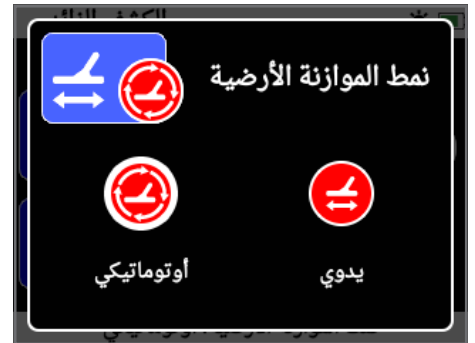 نمط الموازنة الأرضية
يدوي
أوتوماتيكي